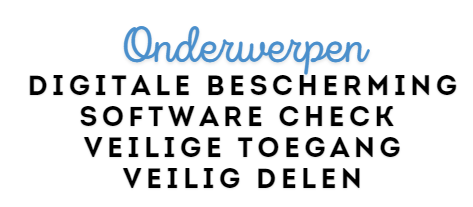 Onderwerpen
DIGITALE BESCHERMING
SOFTWARE CHECK
VEILIGE TOEGANG
VEILIG DELEN